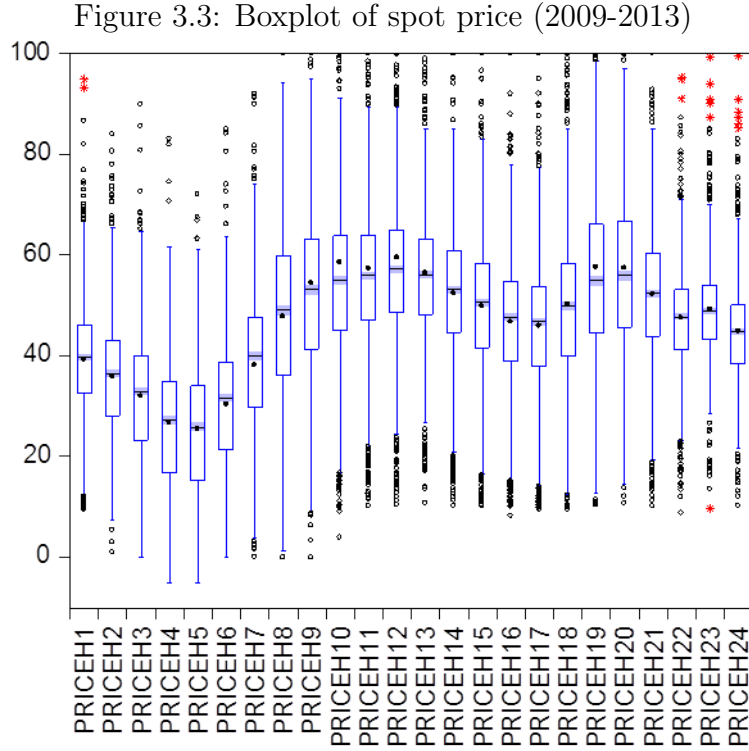 Figure 3.3: Boxplot of spot price (2009-2013)
100
80
60
40
20
0
PRICEH1
PRICEH2
PRICEH3
PRICEH4
PRICEH5
PRICEH6
PRICEH7
PRICEH8
PRICEH9
PRICEH10
PRICEH11
PRICEH12
PRICEH13
PRICEH14
PRICEH15
PRICEH16
PRICEH17
PRICEH18
PRICEH19
PRICEH20
PRICEH21
PRICEH22
PRICEH23
PRICEH24